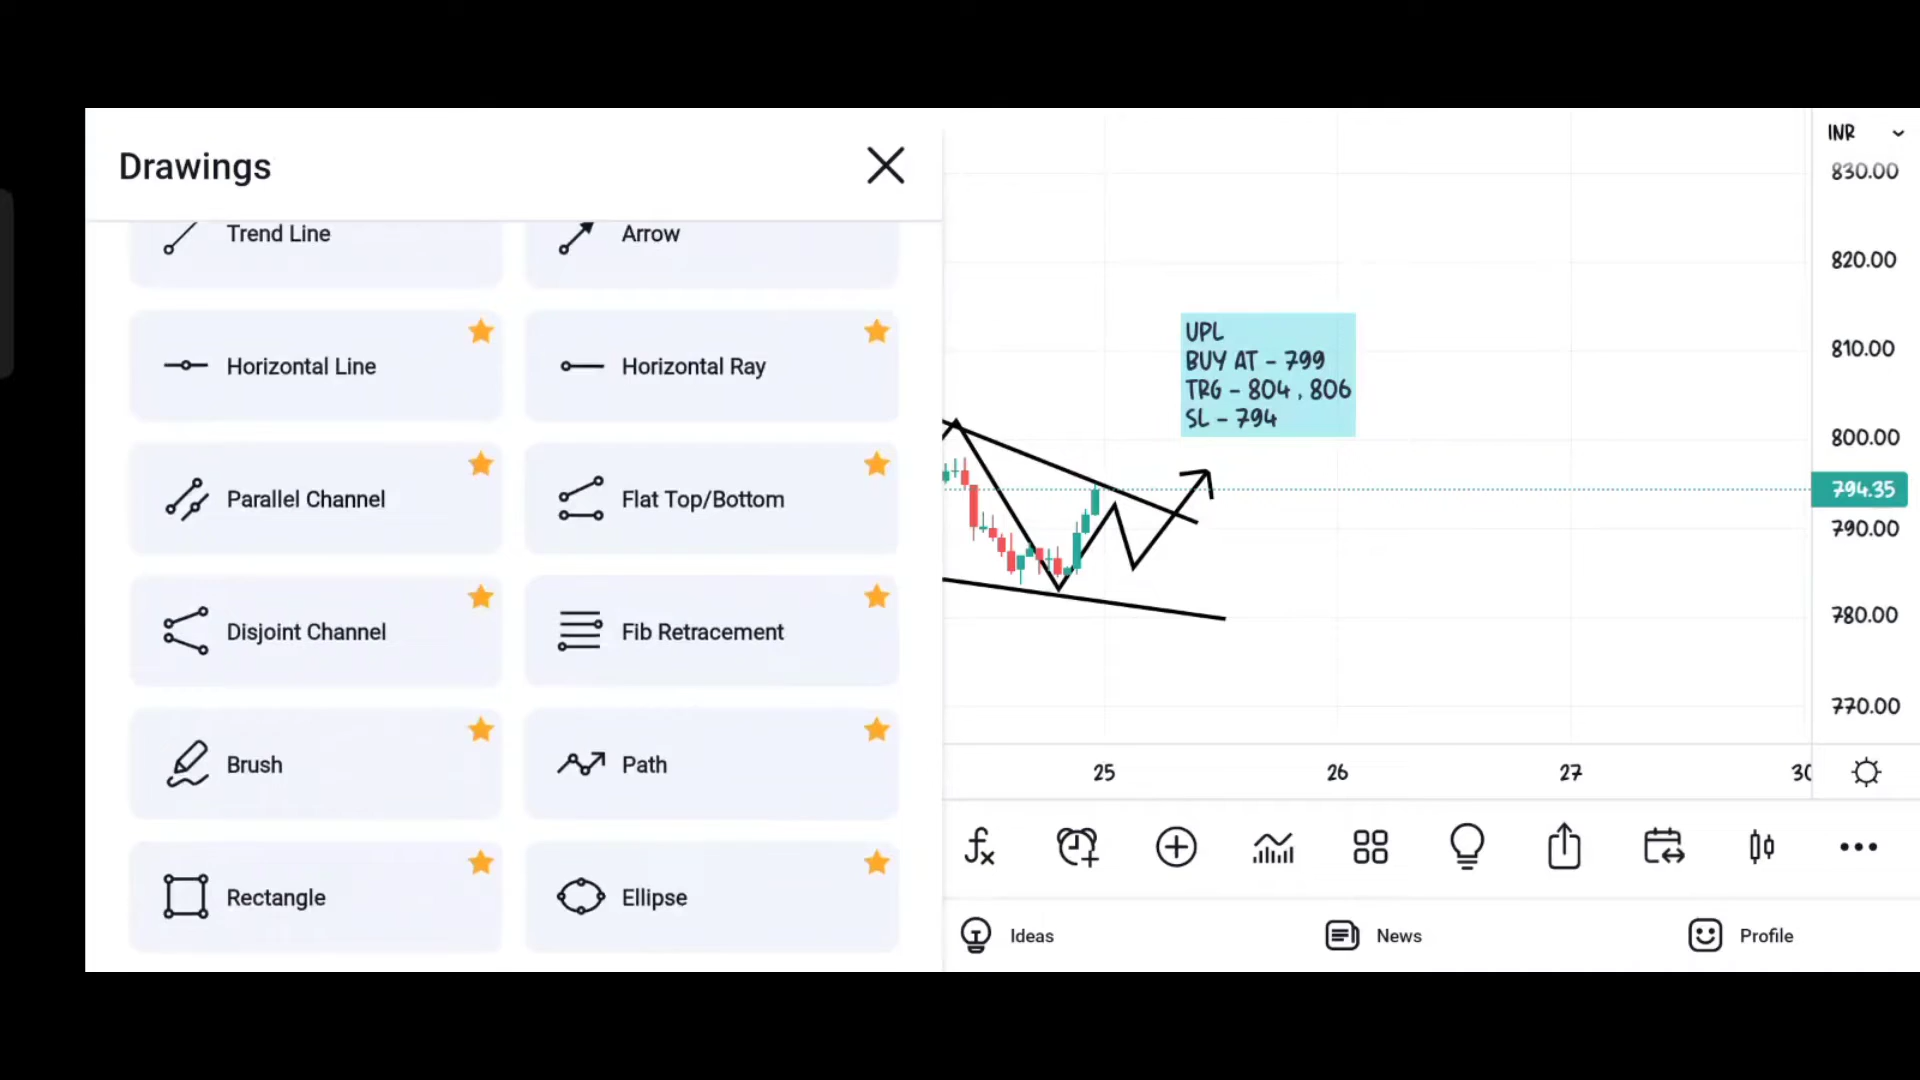 Drawings
Trend Line
Arrow
Horizontal Line
Horizontal Ray
Parallel Channel
Flat Top/Bottom
Disjoint Channel
Fib Retracement
Brush
Path
Rectangle
Ellipse
UPL
BUY AT - 799
TRG - 804 , 806
SL - 794
INR
830.00
820.00
810.00
800.00
794.35
790.00
780.00
770.00
25
26
27
30
fx
Ideas
News
Profile